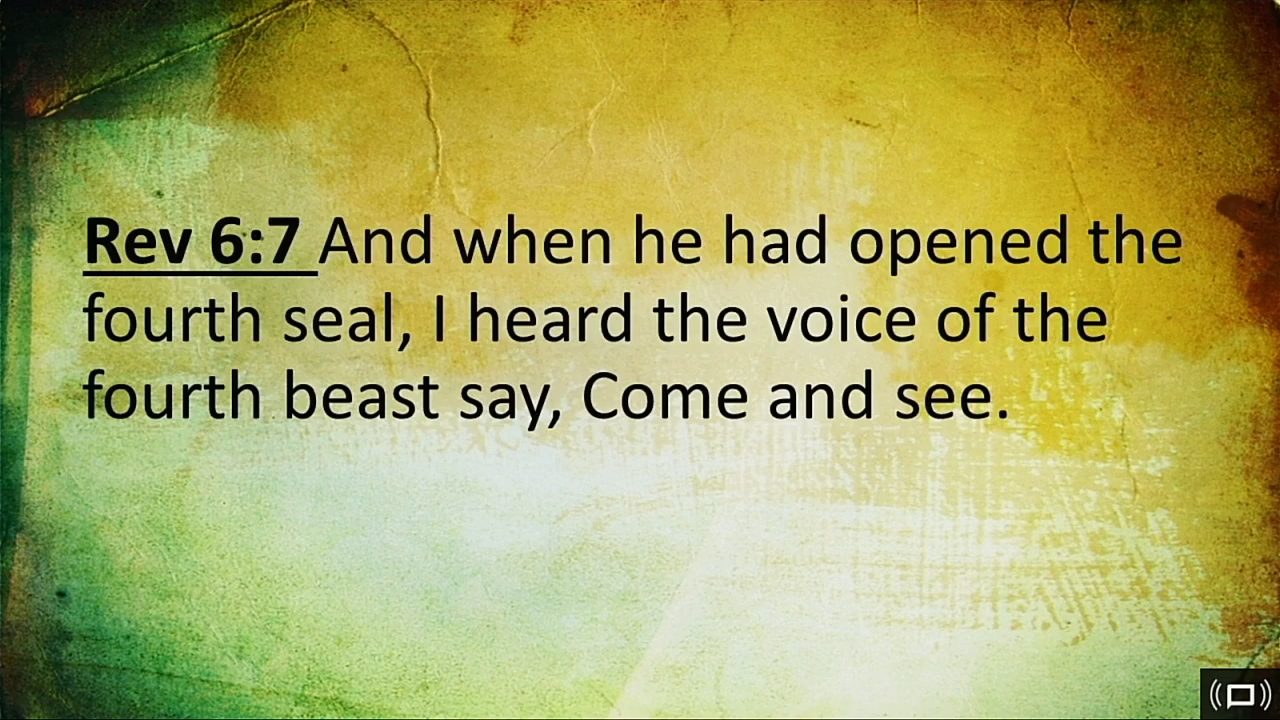 Rev 6:7 And when he had opened the
fourth seal, I heard the voice of the
fourth beast say, Come and see.